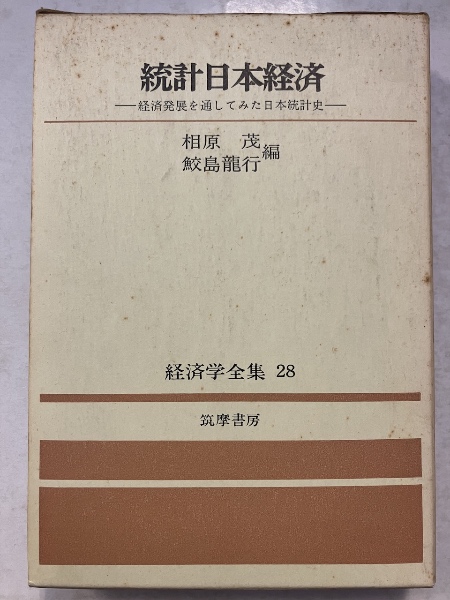 統計日本経済
―経済発展を通してみた日本統計史―
相原 茂
鮫島龍行 編
経済学全集 28
筑摩書房